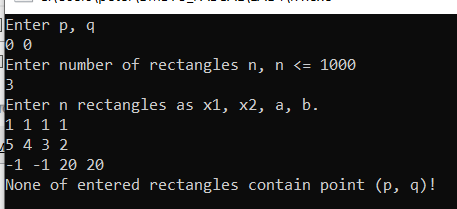 Enter p, q
0 0
Enter number of rectangles n, n <= 1000
3
Enter n rectangles as x1, x2, a, b.
1 1 1 1
5 4 3 2
-1 -1 20 20
None of entered rectangles contain point (p, q)!